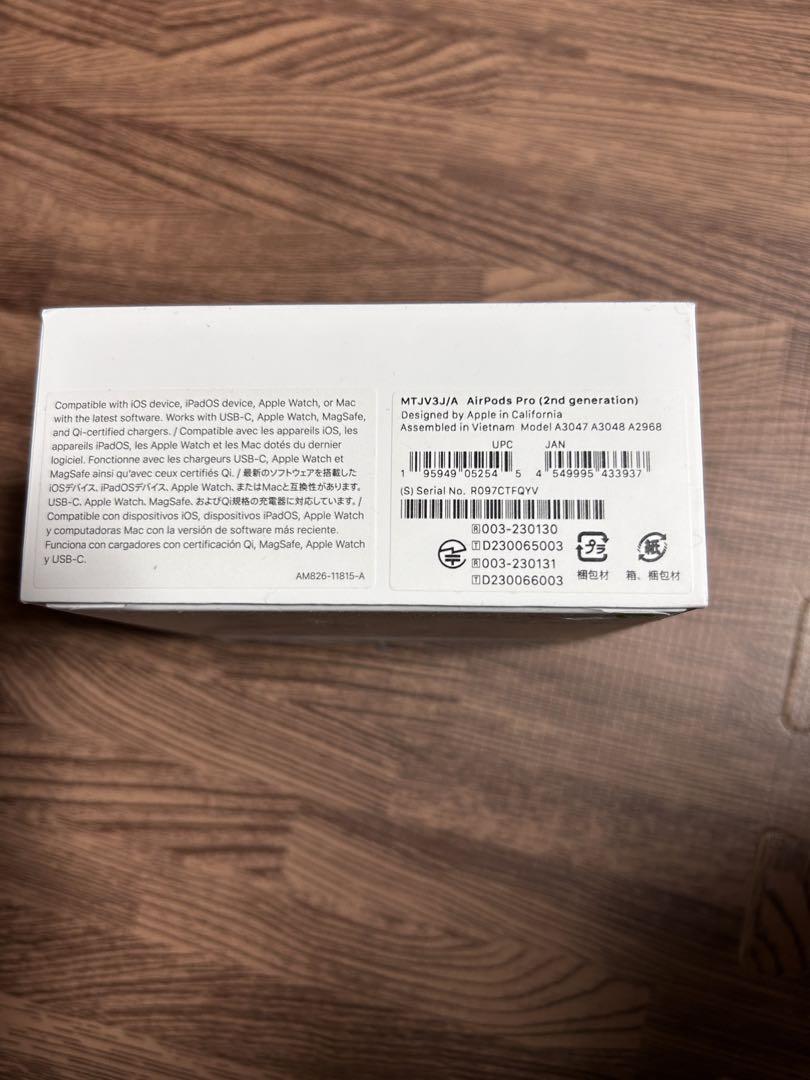 Compatible with iOS device, iPadOS device, Apple Watch, or Mac
with the latest software. Works with USB-C, Apple Watch, MagSafe,
and Qi-certified chargers. / Compatible avec les appareils iOS, les
appareils iPadOS, les Apple Watch et les Mac dotés du dernier
logiciel. Fonctionne avec les chargeurs USB-C, Apple Watch et
MagSafe ainsi qu'avec ceux certifiés Qi. / 最新のソフトウェアを搭載した
iOSデバイス、iPadOSデバイス、Apple Watch、またはMacと互換性があります。
USB-C、Apple Watch、MagSafe、およびQi規格の充電器に対応しています。/
Compatible con dispositivos iOS, dispositivos iPadOS, Apple Watch
y computadoras Mac con la versión de software más reciente.
Funciona con cargadores con certificación Qi, MagSafe, Apple Watch
y USB-C.
AM826-11815-A
MTJV3J/A AirPods Pro (2nd generation)
Designed by Apple in California
Assembled in Vietnam Model A3047 A3048 A2968
UPC JAN
1 95949 05254 5 4 549995 433937
(S) Serial No. R097CTFQYV
R 003-230130
T D230065003
R 003-230131
T D230066003
プラ
紙
梱包材 箱、梱包材